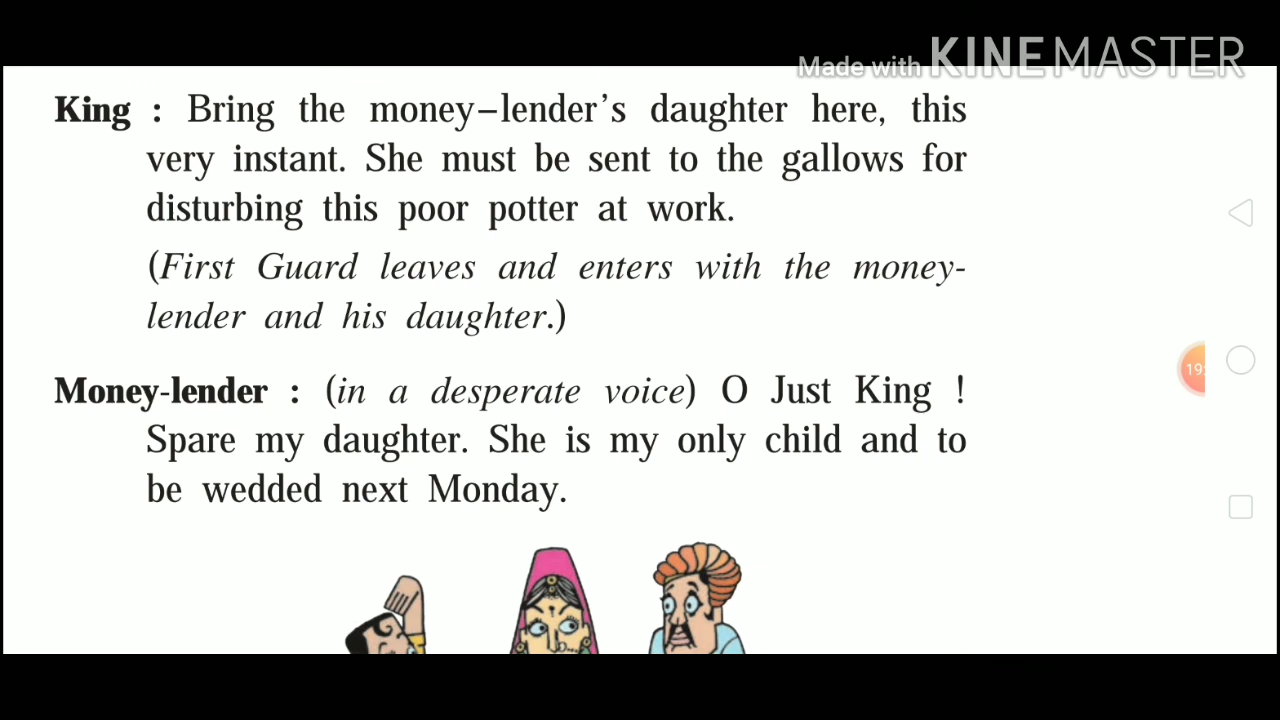 Made with KINEMASTER
King : Bring the money–lender's daughter here, this
very instant. She must be sent to the gallows for
disturbing this poor potter at work.
(First Guard leaves and enters with the money-
lender and his daughter.)
Money-lender : (in a desperate voice) O Just King !
Spare my daughter. She is my only child and to
be wedded next Monday.